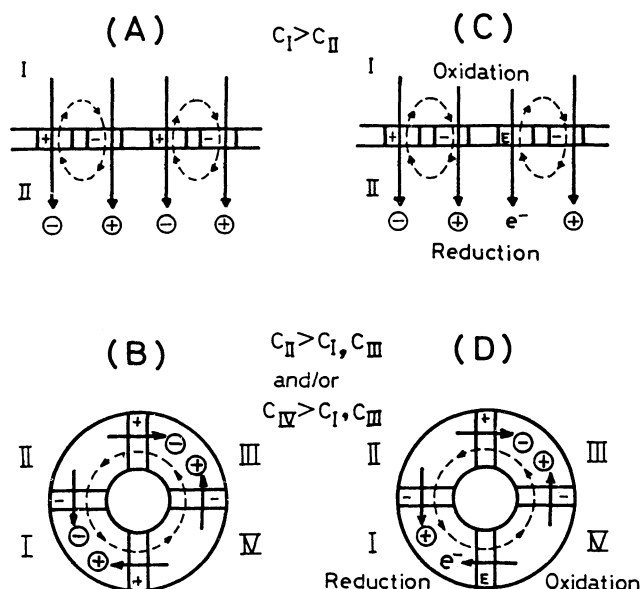 (A)
I
+ - + -
II
⊖ ⊕ ⊖ ⊕
C_I>C_II
(C)
I
Oxidation
+ - E -
II
⊖ ⊕ e⁻ ⊕
Reduction
(B)
+
II ⊖ III
⊕
- -
⊖
I ⊕ IV
+
C_II>C_I, C_III
and/or
C_IV>C_I, C_III
(D)
+
II ⊖ III
⊕
- -
⊕
I e⁻ IV
Reduction E Oxidation